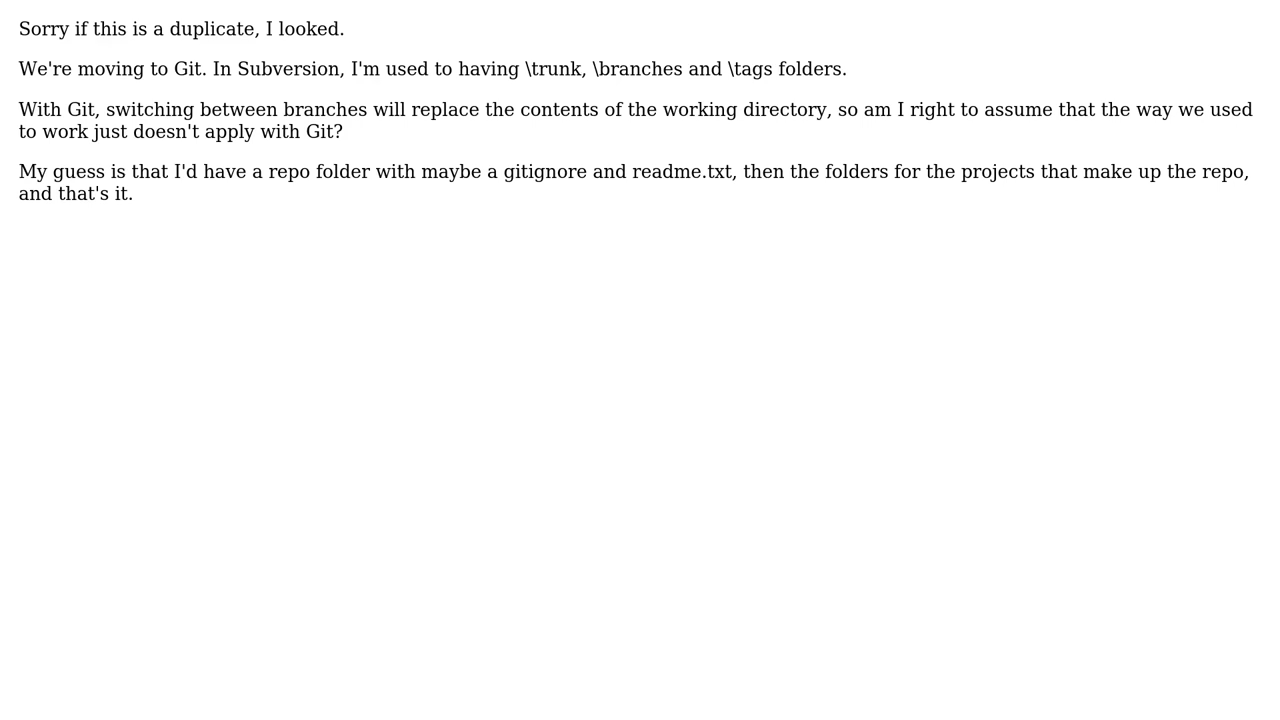 Sorry if this is a duplicate, I looked.
We're moving to Git. In Subversion, I'm used to having \trunk, \branches and \tags folders.
With Git, switching between branches will replace the contents of the working directory, so am I right to assume that the way we used
to work just doesn't apply with Git?
My guess is that I'd have a repo folder with maybe a gitignore and readme.txt, then the folders for the projects that make up the repo,
and that's it.